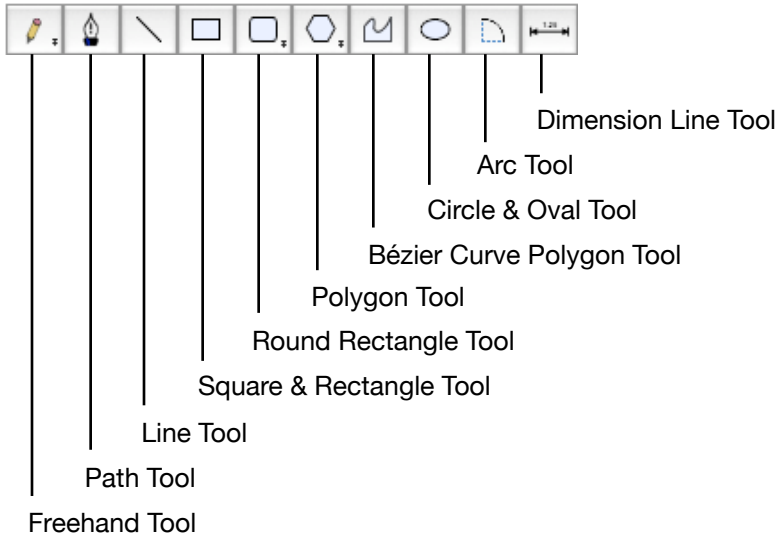 1.25
Dimension Line Tool
Arc Tool
Circle & Oval Tool
Bézier Curve Polygon Tool
Polygon Tool
Round Rectangle Tool
Square & Rectangle Tool
Line Tool
Path Tool
Freehand Tool